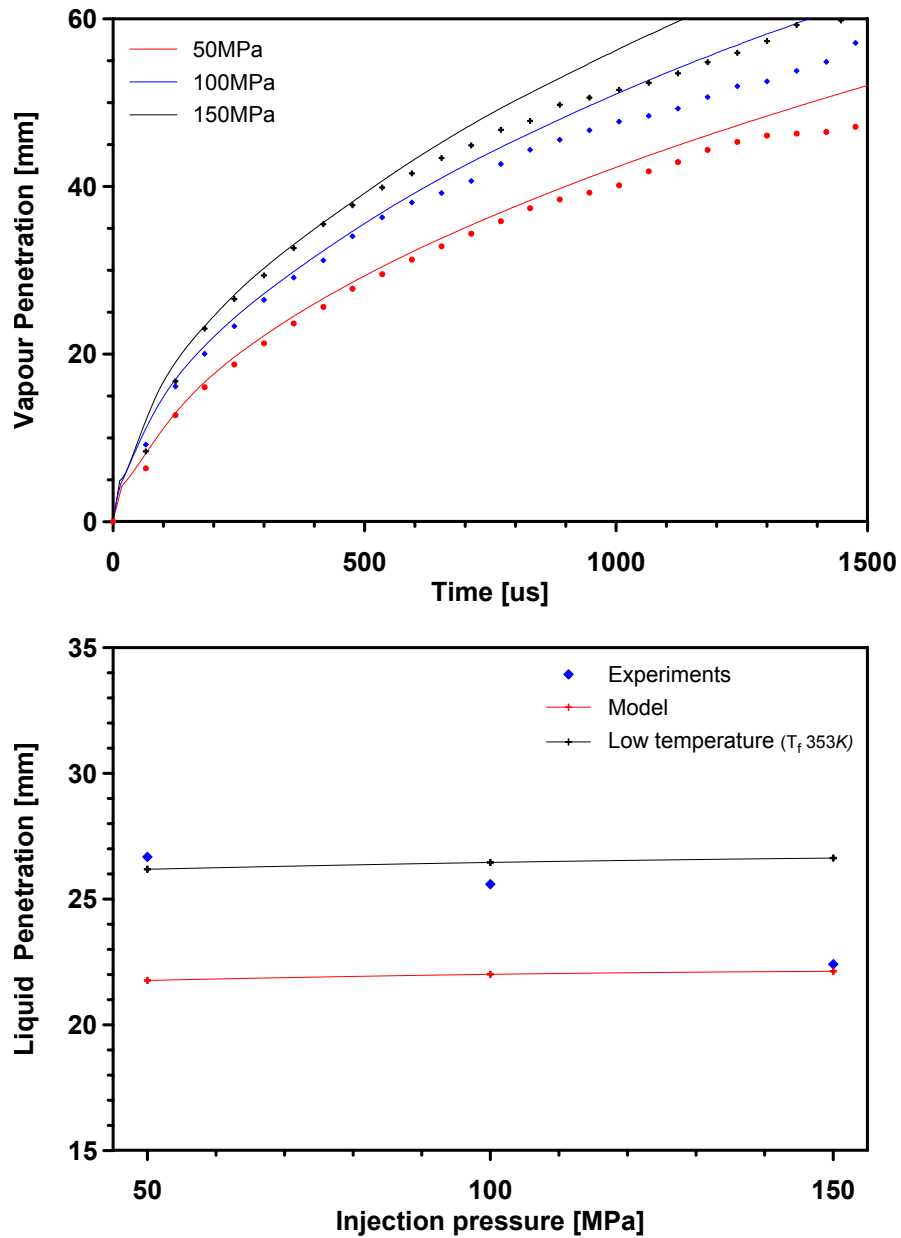 60
50MPa
100MPa
150MPa
40
Vapour Penetration [mm]
20
0
0 500 1000 1500
Time [us]
35
Experiments
Model
Low temperature (Tf 353K)
30
Liquid Penetration [mm]
25
20
15
50 100 150
Injection pressure [MPa]